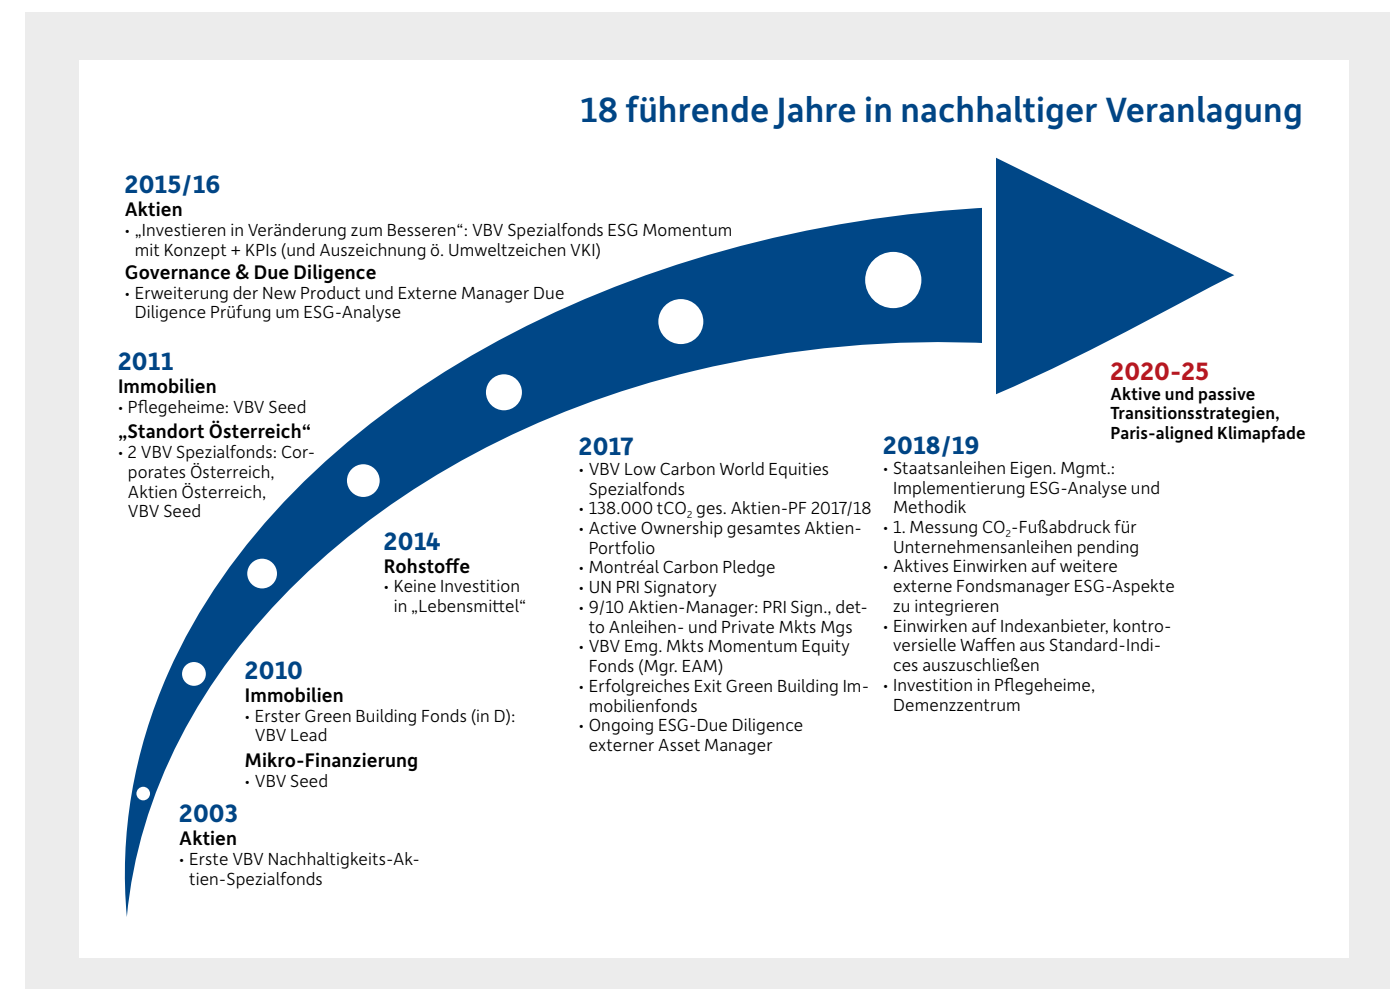 18 führende Jahre in nachhaltiger Veranlagung
2015/16
Aktien
• „Investieren in Veränderung zum Besseren“: VBV Spezialfonds ESG Momentum
mit Konzept + KPIs (und Auszeichnung ö. Umweltzeichen VKI)
Governance & Due Diligence
• Erweiterung der New Product und Externe Manager Due
Diligence Prüfung um ESG-Analyse
2011
Immobilien
• Pflegeheime: VBV Seed
„Standort Österreich“
• 2 VBV Spezialfonds: Cor-
porates Österreich,
Aktien Österreich,
VBV Seed
2014
Rohstoffe
• Keine Investition
in „Lebensmittel“
2010
Immobilien
• Erster Green Building Fonds (in D):
VBV Lead
Mikro-Finanzierung
• VBV Seed
2003
Aktien
• Erste VBV Nachhaltigkeits-Ak-
tien-Spezialfonds
2017
• VBV Low Carbon World Equities
Spezialfonds
• 138.000 tCO₂ ges. Aktien-PF 2017/18
• Active Ownership gesamtes Aktien-
Portfolio
• Montréal Carbon Pledge
• UN PRI Signatory
• 9/10 Aktien-Manager: PRI Sign., det-
to Anleihen- und Private Mkts Mgs
• VBV Emg. Mkts Momentum Equity
Fonds (Mgr. EAM)
• Erfolgreiches Exit Green Building Im-
mobilienfonds
• Ongoing ESG-Due Diligence
externer Asset Manager
2018/19
• Staatsanleihen Eigen. Mgmt.:
Implementierung ESG-Analyse und
Methodik
• 1. Messung CO₂-Fußabdruck für
Unternehmensanleihen pending
• Aktives Einwirken auf weitere
externe Fondsmanager ESG-Aspekte
zu integrieren
• Einwirken auf Indexanbieter, kontro-
versielle Waffen aus Standard-Indi-
ces auszuschließen
• Investition in Pflegeheime,
Demenzzentrum
2020-25
Aktive und passive
Transitionsstrategien,
Paris-aligned Klimapfade